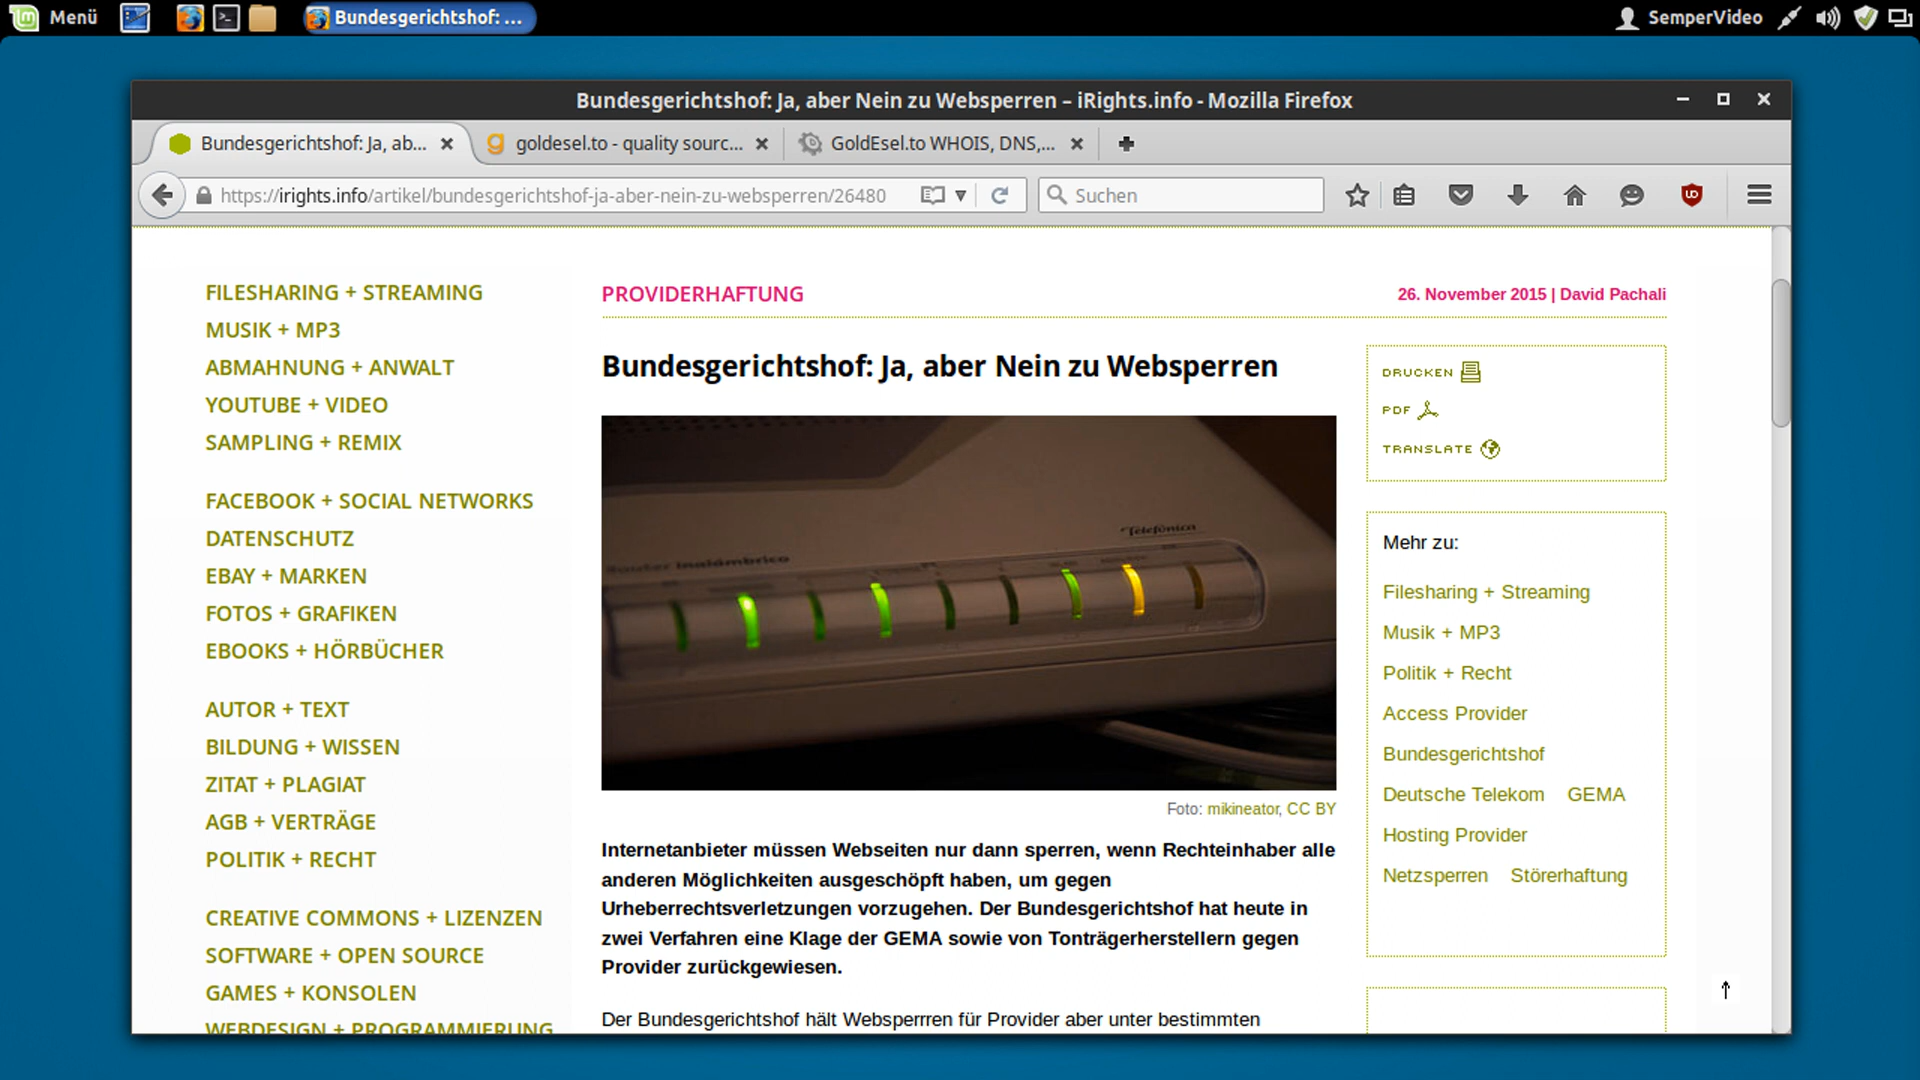 Menü
Bundesgerichtshof: ...
SemperVideo
Bundesgerichtshof: Ja, aber Nein zu Websperren – iRights.info - Mozilla Firefox
Bundesgerichtshof: Ja, ab...
goldesel.to - quality sourc...
GoldEsel.to WHOIS, DNS,...
https://irights.info/artikel/bundesgerichtshof-ja-aber-nein-zu-websperren/26480
Suchen
FILESHARING + STREAMING
MUSIK + MP3
ABMAHNUNG + ANWALT
YOUTUBE + VIDEO
SAMPLING + REMIX
FACEBOOK + SOCIAL NETWORKS
DATENSCHUTZ
EBAY + MARKEN
FOTOS + GRAFIKEN
EBOOKS + HÖRBÜCHER
AUTOR + TEXT
BILDUNG + WISSEN
ZITAT + PLAGIAT
AGB + VERTRÄGE
POLITIK + RECHT
CREATIVE COMMONS + LIZENZEN
SOFTWARE + OPEN SOURCE
GAMES + KONSOLEN
WEBDESIGN + PROGRAMMIERUNG
PROVIDERHAFTUNG
26. November 2015 | David Pachali
Bundesgerichtshof: Ja, aber Nein zu Websperren
Telefónica
Router Inalámbrico
Foto: mikineator, CC BY
Internetanbieter müssen Webseiten nur dann sperren, wenn Rechteinhaber alle
anderen Möglichkeiten ausgeschöpft haben, um gegen
Urheberrechtsverletzungen vorzugehen. Der Bundesgerichtshof hat heute in
zwei Verfahren eine Klage der GEMA sowie von Tonträgerherstellern gegen
Provider zurückgewiesen.
Der Bundesgerichtshof hält Websperrren für Provider aber unter bestimmten
DRUCKEN
PDF
TRANSLATE
Mehr zu:
Filesharing + Streaming
Musik + MP3
Politik + Recht
Access Provider
Bundesgerichtshof
Deutsche Telekom GEMA
Hosting Provider
Netzsperren Störerhaftung